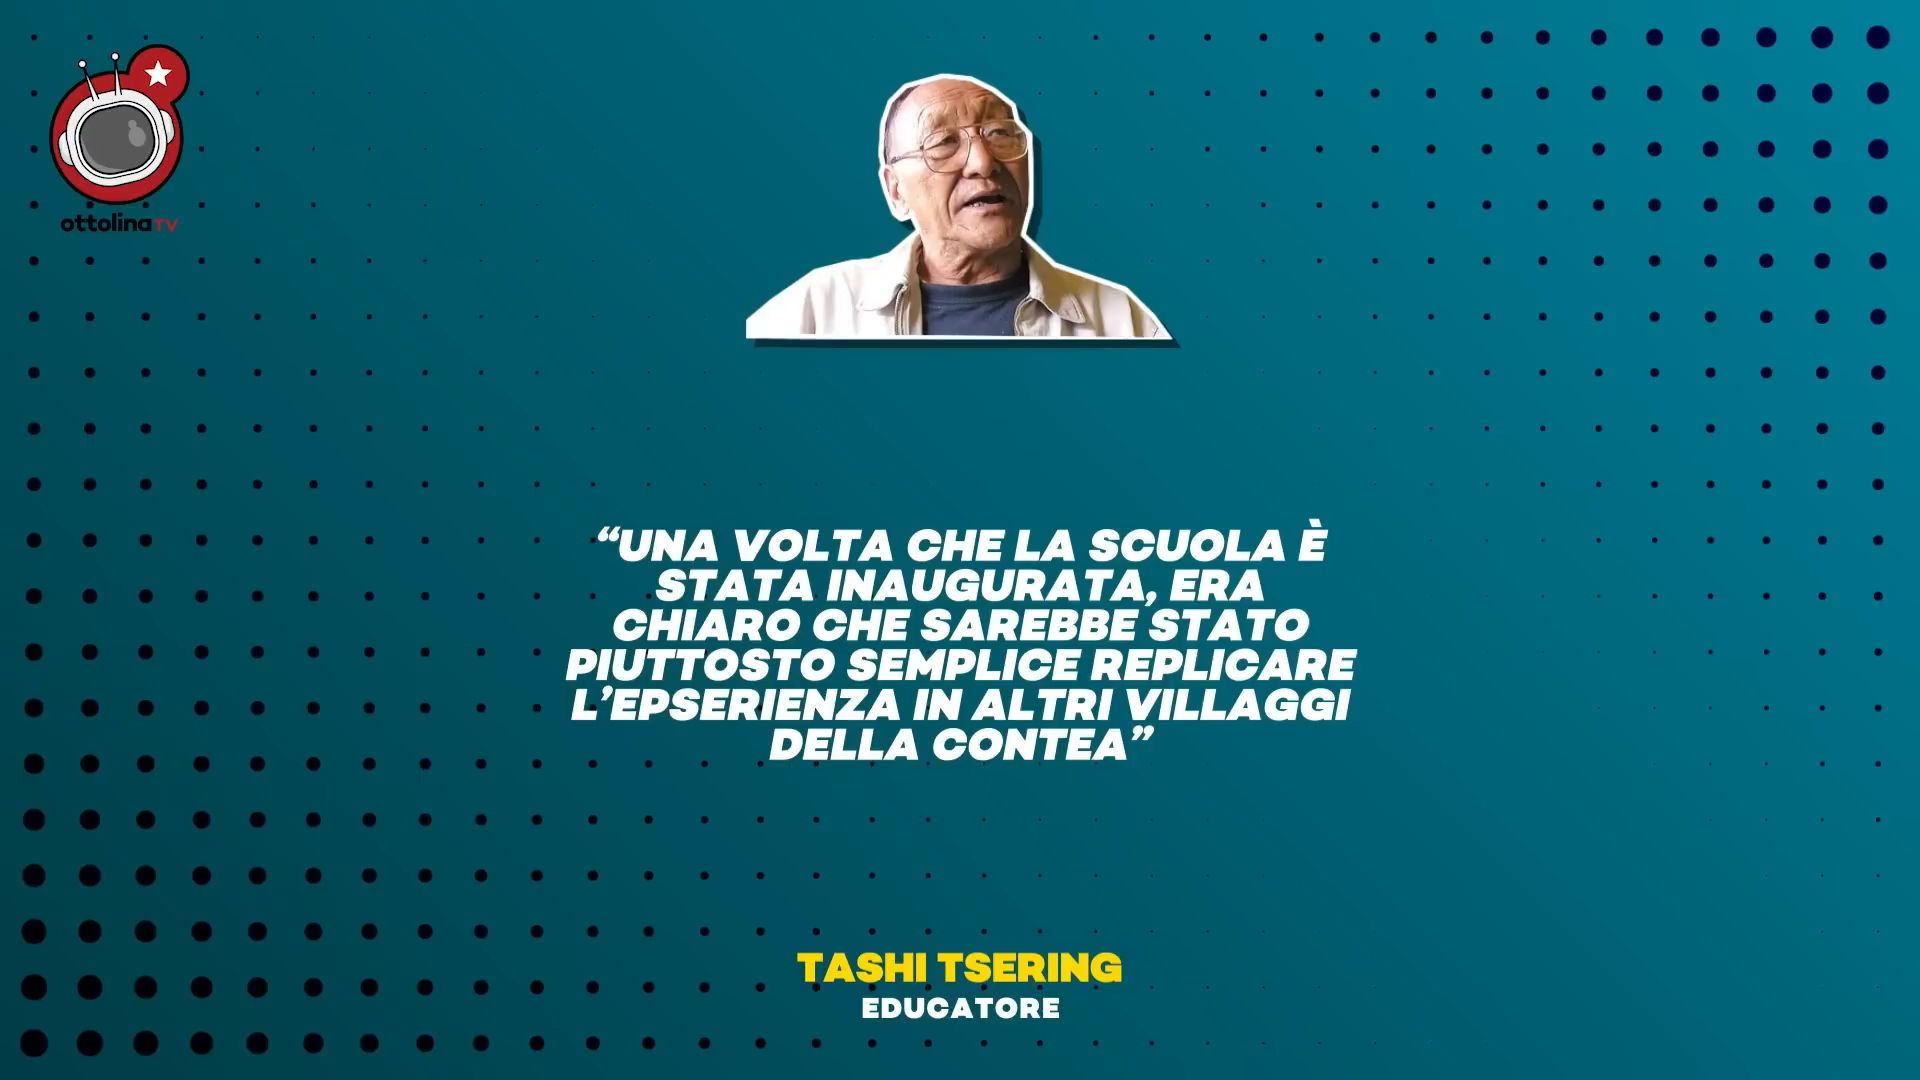 ottolinaTV
“UNA VOLTA CHE LA SCUOLA È
STATA INAUGURATA, ERA
CHIARO CHE SAREBBE STATO
PIUTTOSTO SEMPLICE REPLICARE
L’EPSERIENZA IN ALTRI VILLAGGI
DELLA CONTEA”
TASHI TSERING
EDUCATORE